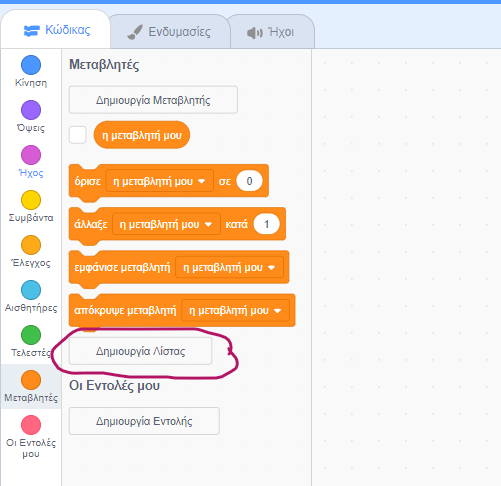 Κώδικας Ενδυμασίες Ήχοι
Κίνηση
Όψεις
Ήχος
Συμβάντα
Έλεγχος
Αισθητήρες
Τελεστές
Μεταβλητές
Οι Εντολές
μου
Μεταβλητές
Δημιουργία Μεταβλητής
η μεταβλητή μου
όρισε η μεταβλητή μου σε 0
άλλαξε η μεταβλητή μου κατά 1
εμφάνισε μεταβλητή η μεταβλητή μου
απόκρυψε μεταβλητή η μεταβλητή μου
Δημιουργία Λίστας
Οι Εντολές μου
Δημιουργία Εντολής